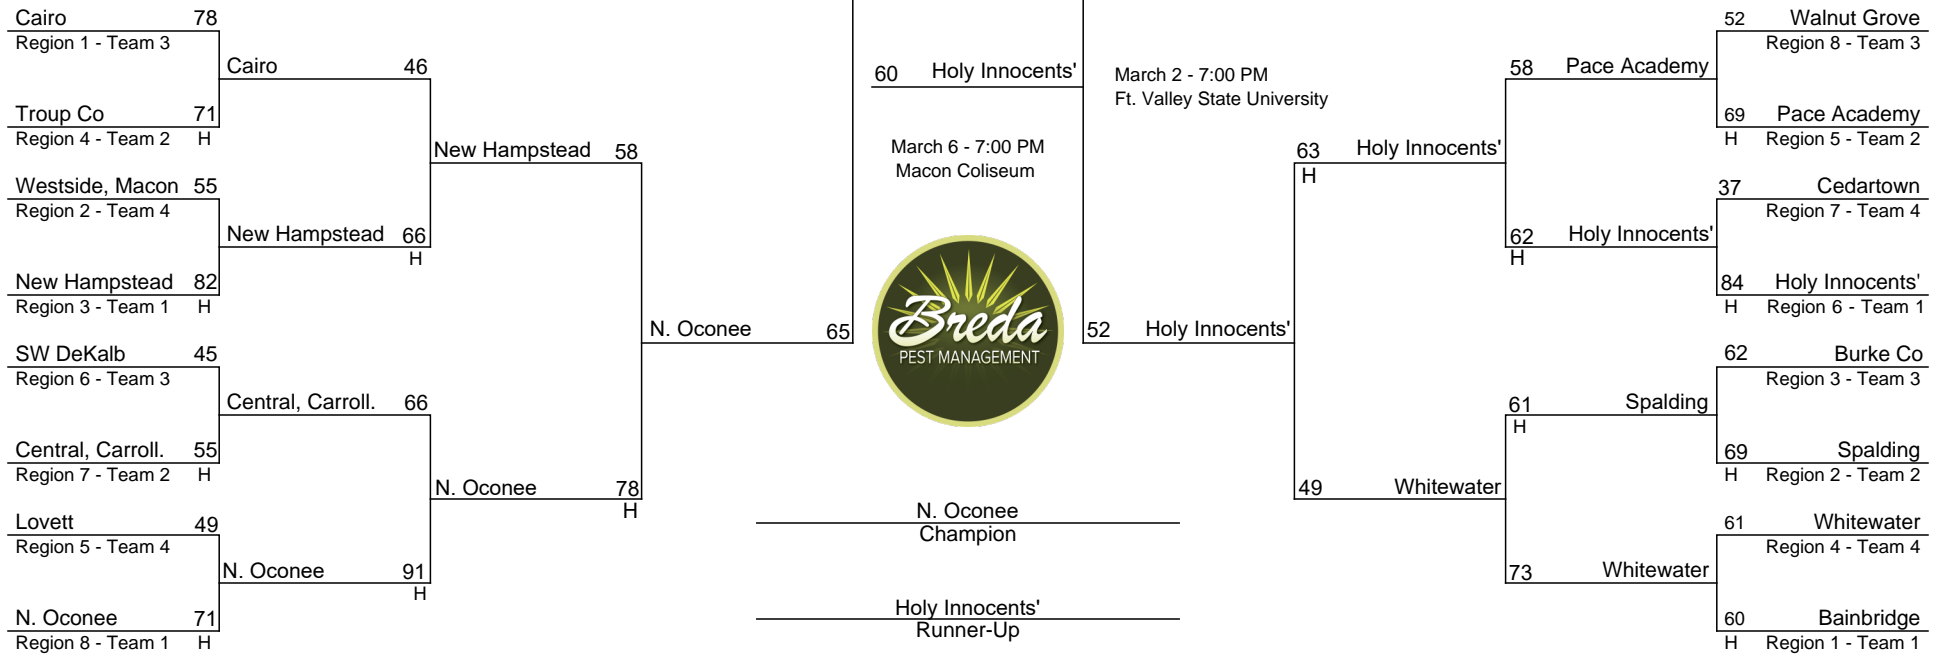 Cairo 78
Region 1 - Team 3
Cairo 46
Troup Co 71
Region 4 - Team 2 H
New Hampstead 58
Westside, Macon 55
Region 2 - Team 4
New Hampstead 66
H
New Hampstead 82
Region 3 - Team 1 H
N. Oconee 65
SW DeKalb 45
Region 6 - Team 3
Central, Carroll. 66
Central, Carroll. 55
Region 7 - Team 2 H
N. Oconee 78
H
Lovett 49
Region 5 - Team 4
N. Oconee 91
H
N. Oconee 71
Region 8 - Team 1 H
60 Holy Innocents'
March 6 - 7:00 PM
Macon Coliseum
Breda
PEST MANAGEMENT
N. Oconee
Champion
Holy Innocents'
Runner-Up
March 2 - 7:00 PM
Ft. Valley State University
52 Holy Innocents'
63 Holy Innocents'
H
49 Whitewater
58 Pace Academy
62 Holy Innocents'
H
61 Spalding
H
73 Whitewater
52 Walnut Grove
Region 8 - Team 3
69 Pace Academy
H Region 5 - Team 2
37 Cedartown
Region 7 - Team 4
84 Holy Innocents'
H Region 6 - Team 1
62 Burke Co
Region 3 - Team 3
69 Spalding
H Region 2 - Team 2
61 Whitewater
Region 4 - Team 4
60 Bainbridge
H Region 1 - Team 1